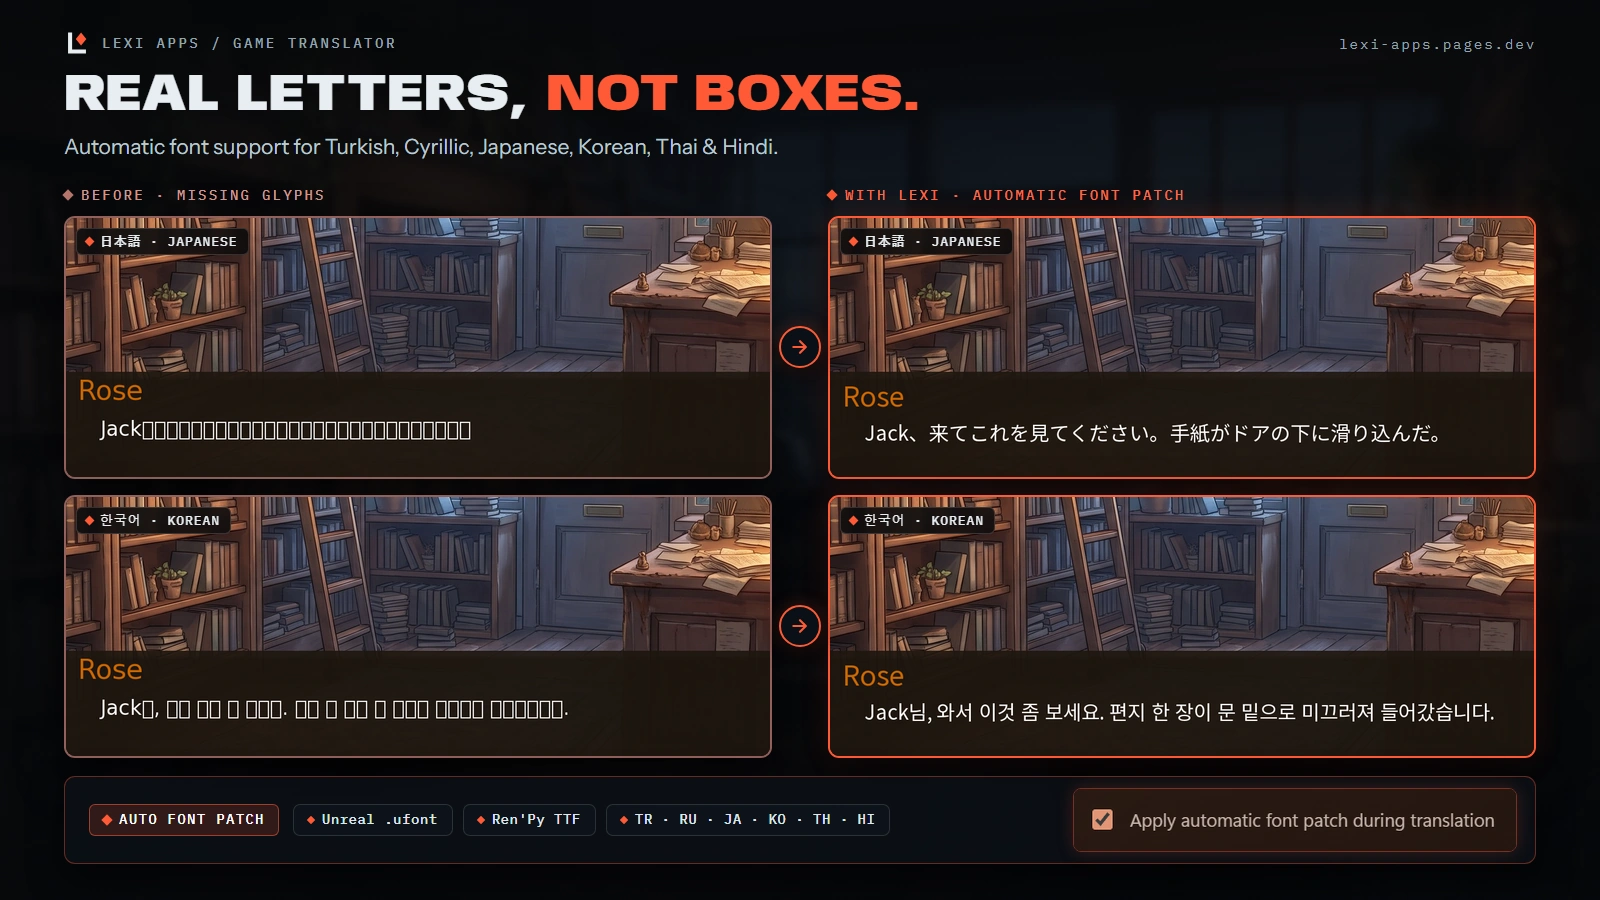 LEXI APPS / GAME TRANSLATOR
lexi-apps.pages.dev
REAL LETTERS, NOT BOXES.
Automatic font support for Turkish, Cyrillic, Japanese, Korean, Thai & Hindi.
BEFORE · MISSING GLYPHS
日本語 · JAPANESE
Rose
Jack▯▯▯▯▯▯▯▯▯▯▯▯▯▯▯▯▯▯▯▯▯▯▯▯▯▯▯
한국어 · KOREAN
Rose
Jack▯, ▯▯ ▯▯ ▯ ▯▯▯. ▯▯ ▯ ▯▯ ▯ ▯▯▯ ▯▯▯▯ ▯▯▯▯▯▯.
WITH LEXI · AUTOMATIC FONT PATCH
日本語 · JAPANESE
Rose
Jack、来てこれを見てください。手紙がドアの下に滑り込んだ。
한국어 · KOREAN
Rose
Jack님, 와서 이것 좀 보세요. 편지 한 장이 문 밑으로 미끄러져 들어갔습니다.
AUTO FONT PATCH
Unreal .ufont
Ren'Py TTF
TR · RU · JA · KO · TH · HI
Apply automatic font patch during translation